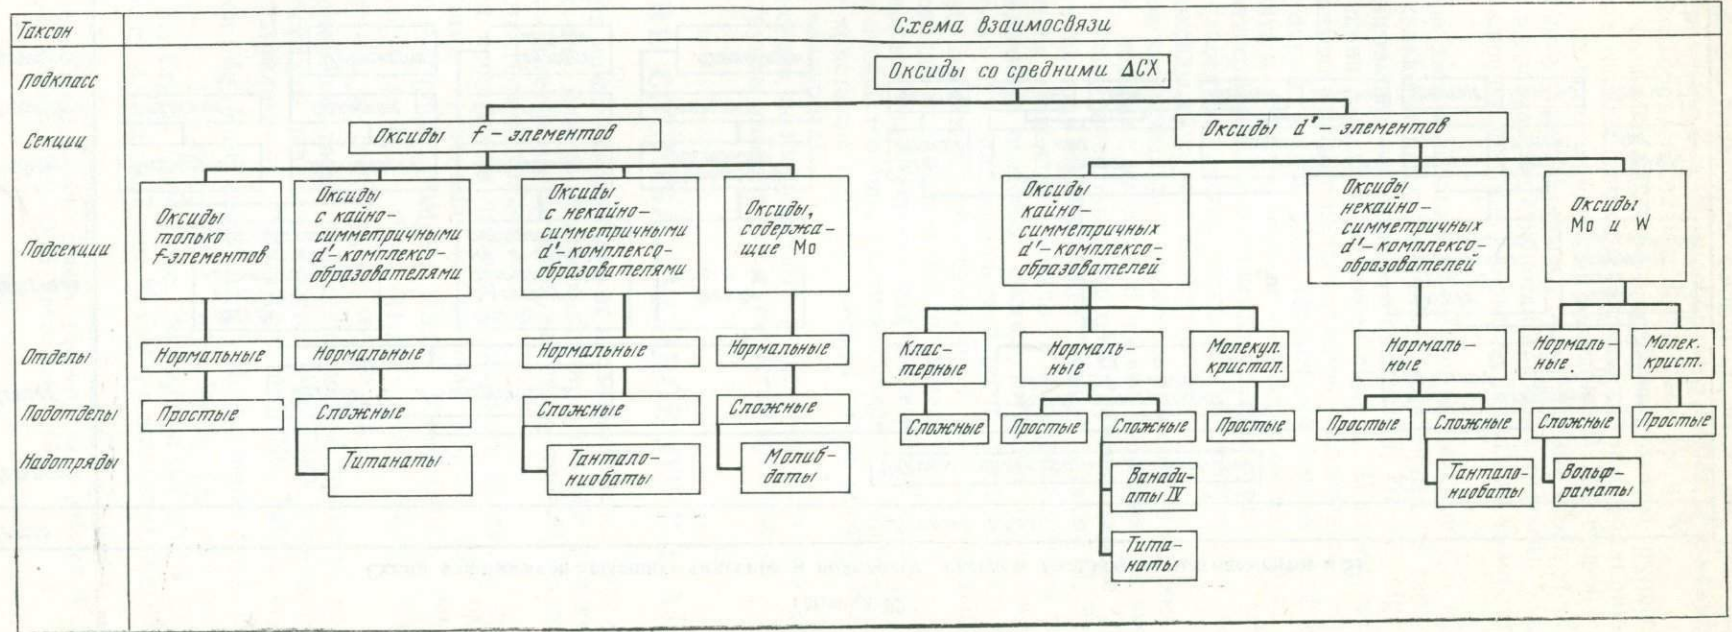 Таксон
Схема взаимосвязи
Подкласс
Оксиды со средними ΔСХ
Секции
Оксиды f-элементов
Оксиды d'-элементов
Подсекции
Оксиды
только
f-элементов
Оксиды
с кайно-
симметричными
d'-комплексо-
образователями
Оксиды
с некайно-
симметричными
d'-комплексо-
образователями
Оксиды,
содержа-
щие Mo
Оксиды
кайно-
симметричных
d'-комплексо-
образователей
Оксиды
некайно-
симметричных
d'-комплексо-
образователей
Оксиды
Mo и W
Отделы
Нормальные
Нормальные
Нормальные
Нормальные
Клас-
терные
Нормаль-
ные
Молекул.
кристал.
Нормаль-
ные
Нормаль-
ные.
Молек.
крист.
Подотделы
Простые
Сложные
Сложные
Сложные
Сложные
Простые
Сложные
Простые
Простые
Сложные
Сложные
Простые
Надотряды
Титанаты
Тантало-
ниобаты
Молиб-
даты
Ванади-
аты IV
Тита-
наты
Тантало-
ниобаты
Вольф-
раматы